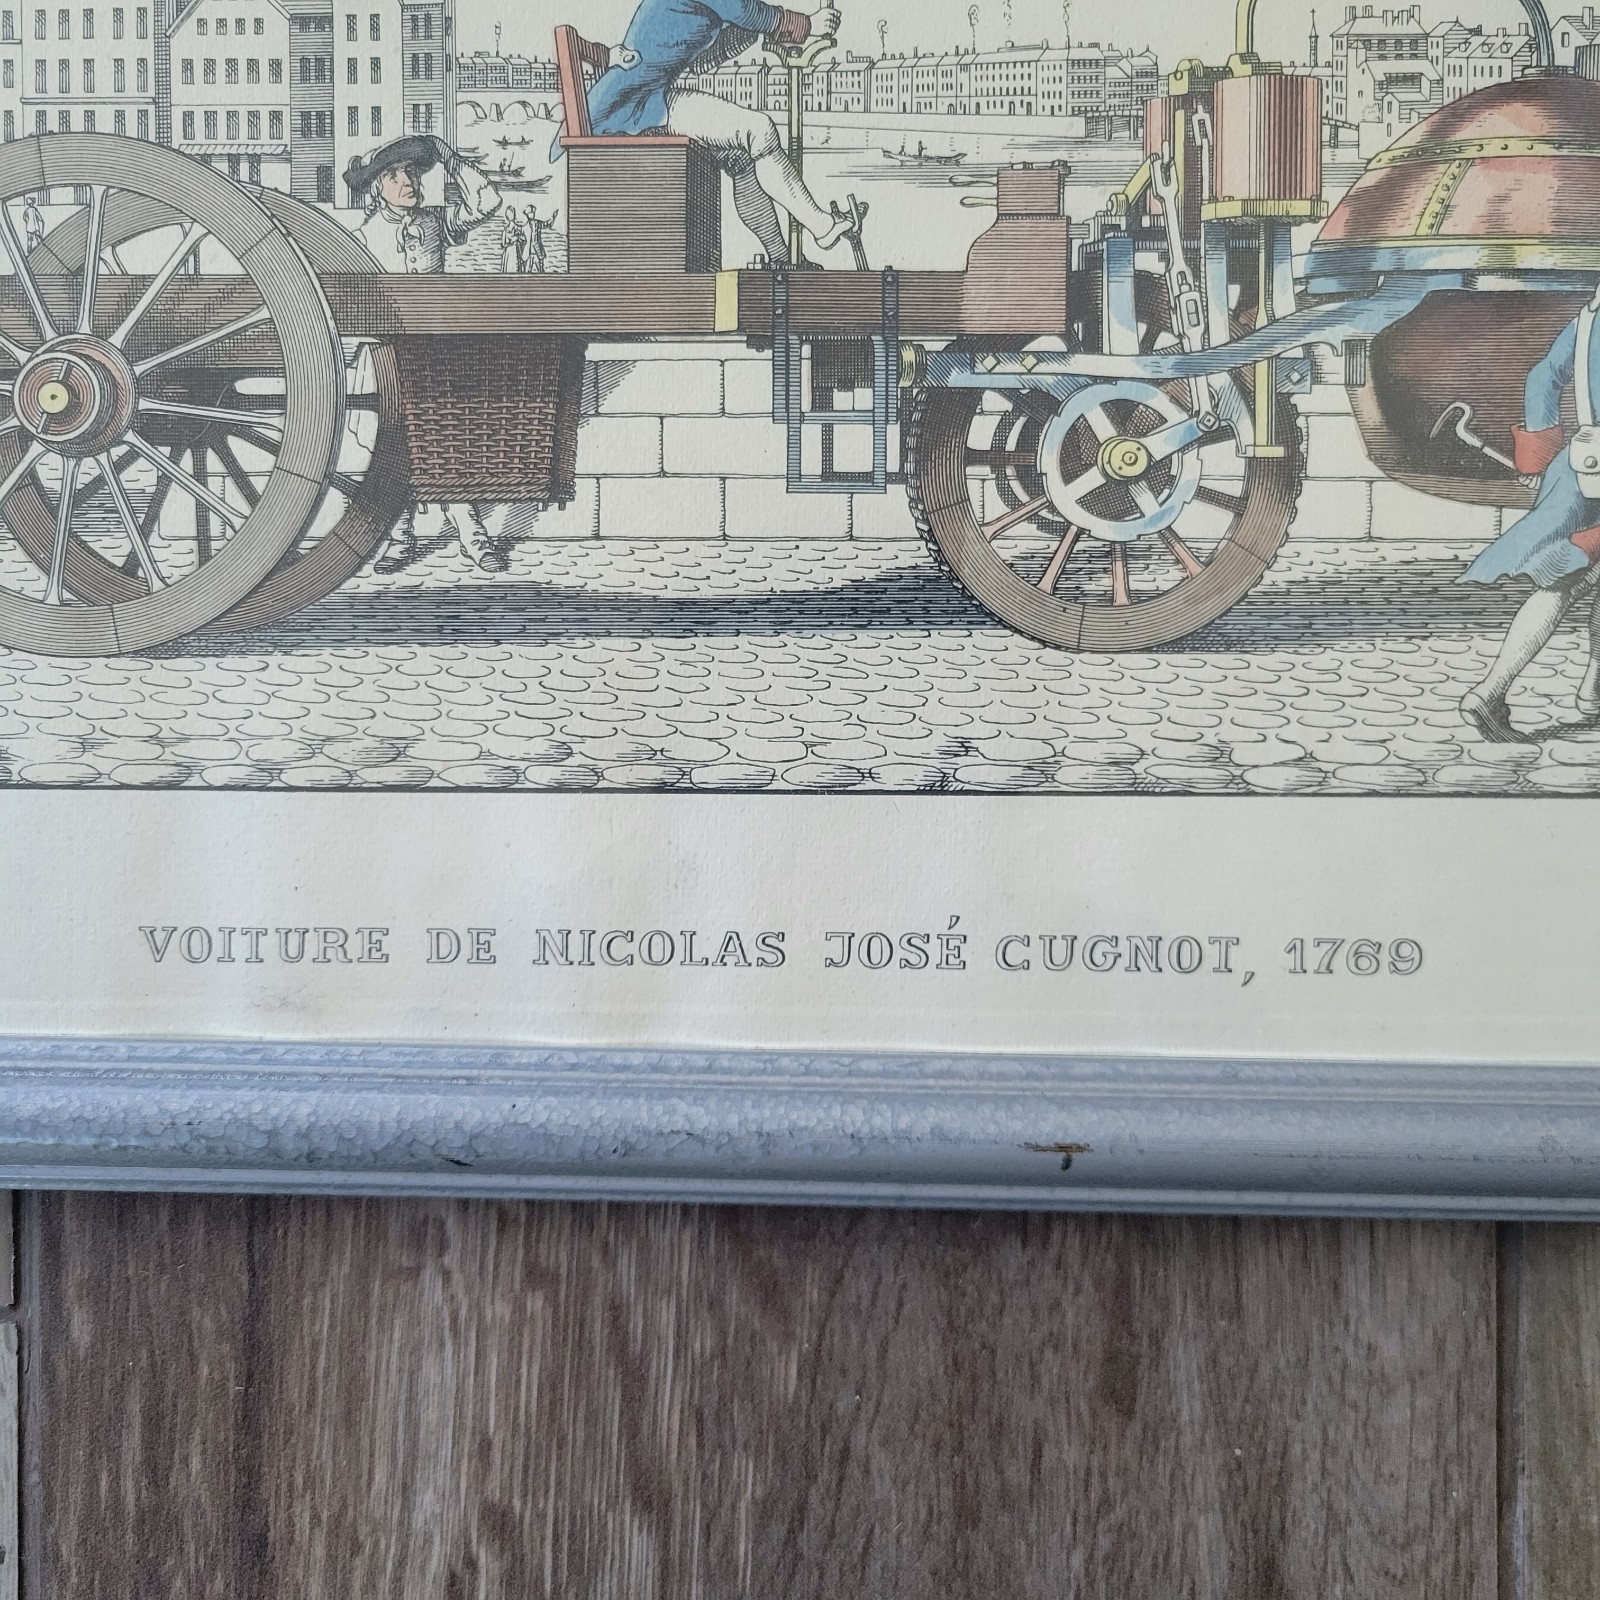 VOITURE DE NICOLAS JOSÉ CUGNOT, 1769